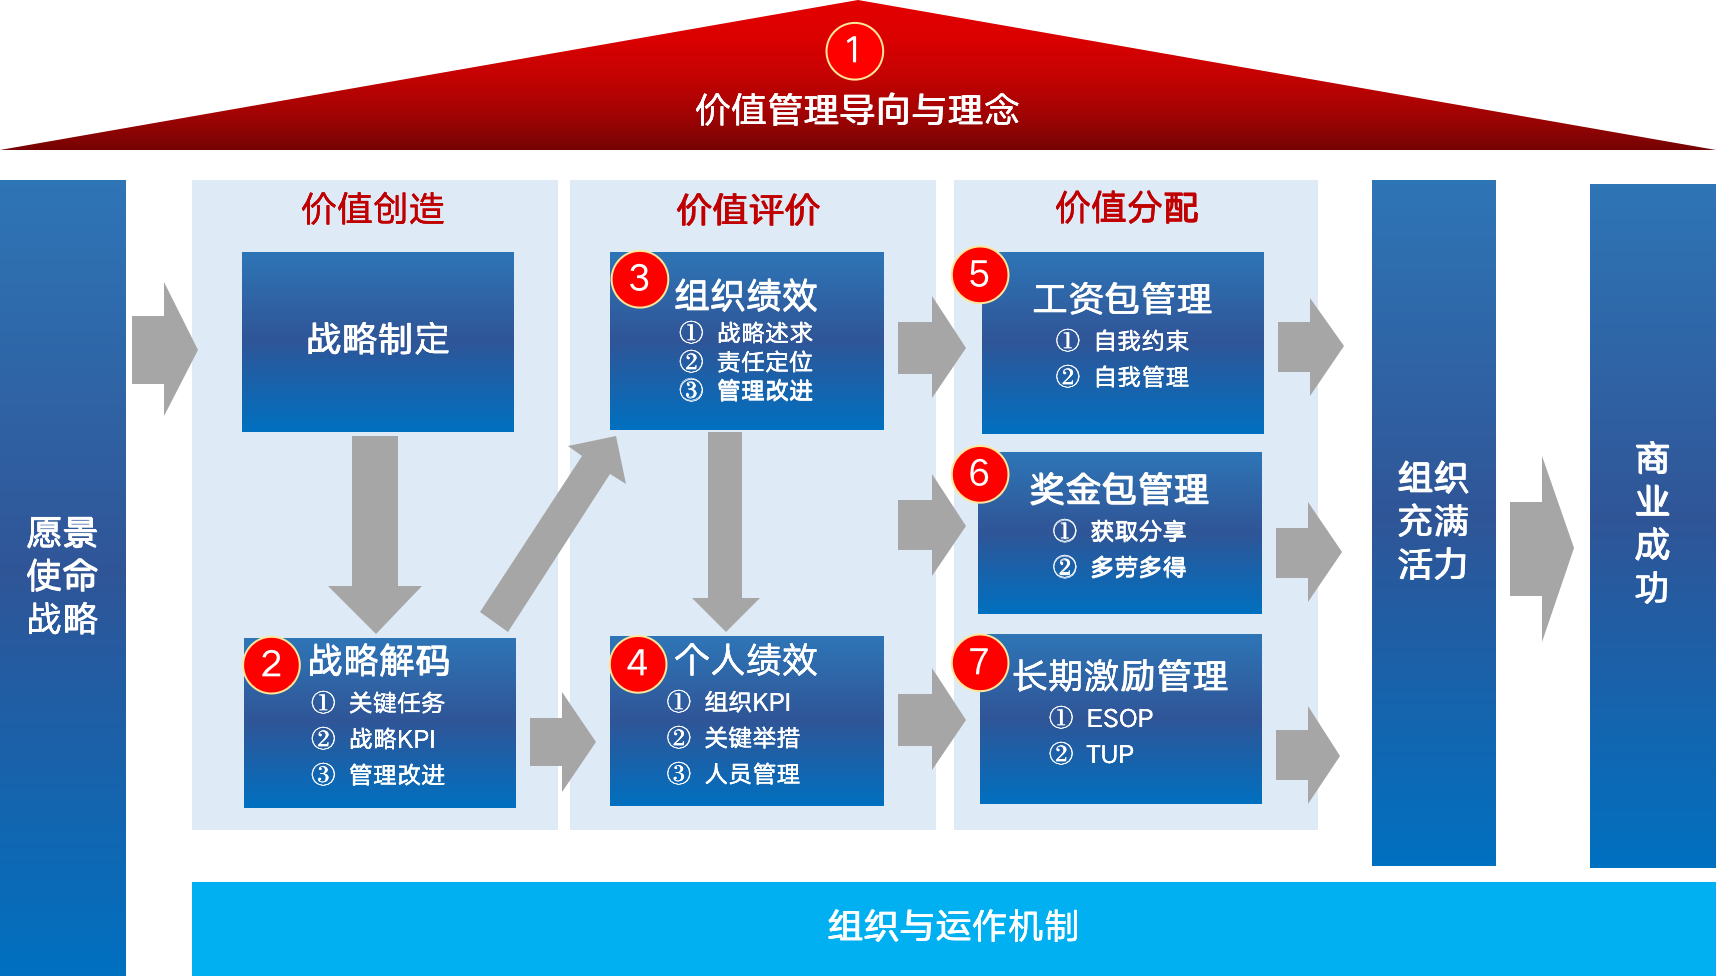 1
价值管理导向与理念
愿景
使命
战略
价值创造
战略制定
2
战略解码
① 关键任务
② 战略KPI
③ 管理改进
价值评价
3
组织绩效
① 战略述求
② 责任定位
③ 管理改进
4
个人绩效
① 组织KPI
② 关键举措
③ 人员管理
价值分配
5
工资包管理
① 自我约束
② 自我管理
6
奖金包管理
① 获取分享
② 多劳多得
7
长期激励管理
① ESOP
② TUP
组织
充满
活力
商
业
成
功
组织与运作机制